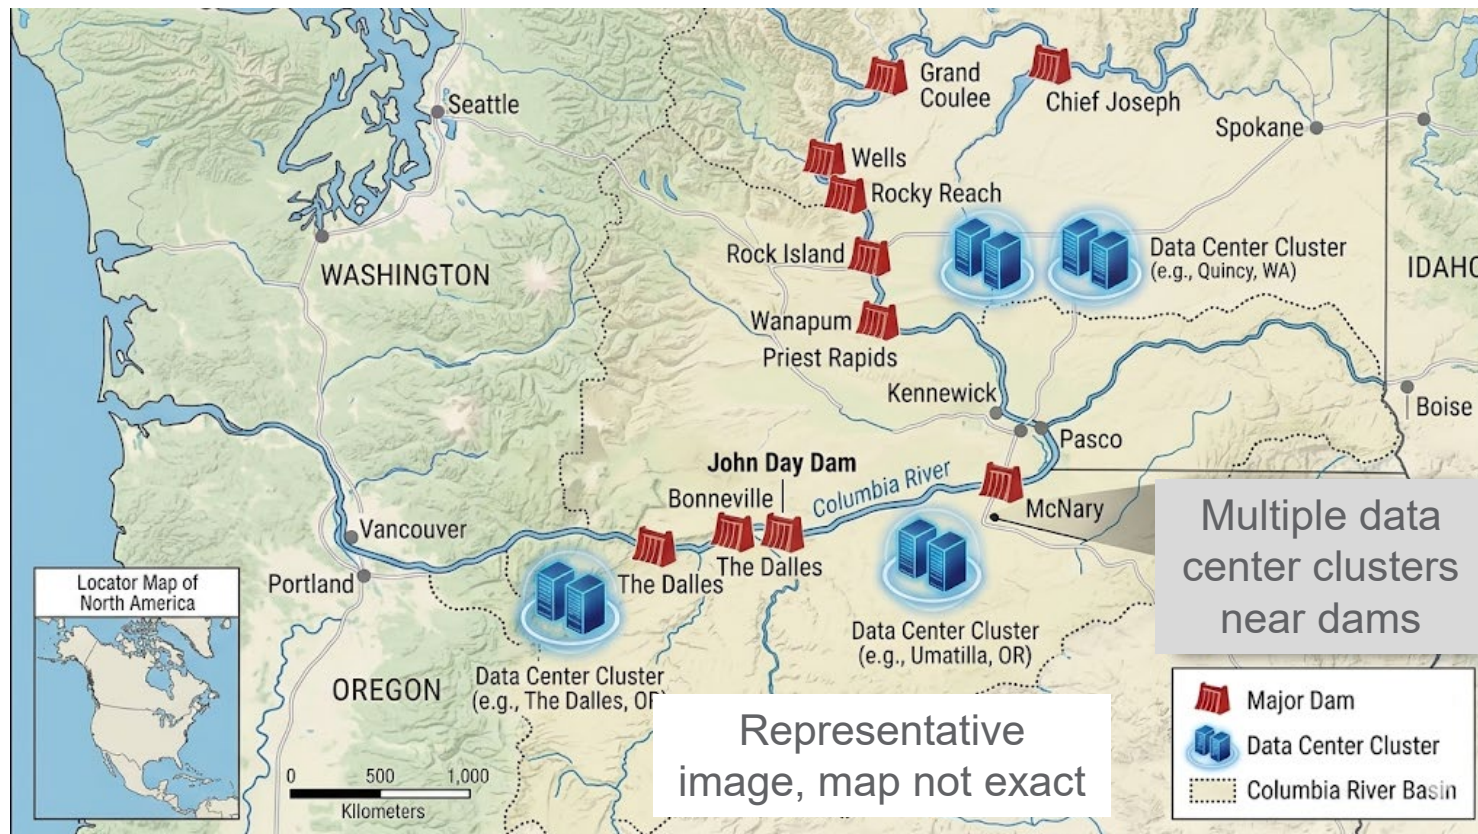 Seattle
Grand
Coulee
Chief Joseph
Spokane
Wells
Rocky Reach
Rock Island
WASHINGTON
Data Center Cluster
(e.g., Quincy, WA)
IDAHO
Wanapum
Priest Rapids
Kennewick
Boise
Pasco
John Day Dam
Bonneville
Columbia River
McNary
Vancouver
Portland
The Dalles
The Dalles
Multiple data
center clusters
near dams
Locator Map of
North America
Data Center Cluster
(e.g., Umatilla, OR)
Data Center Cluster
(e.g., The Dalles, OR)
OREGON
Representative
image, map not exact
0 500 1,000
KIlometers
Major Dam
Data Center Cluster
Columbia River Basin